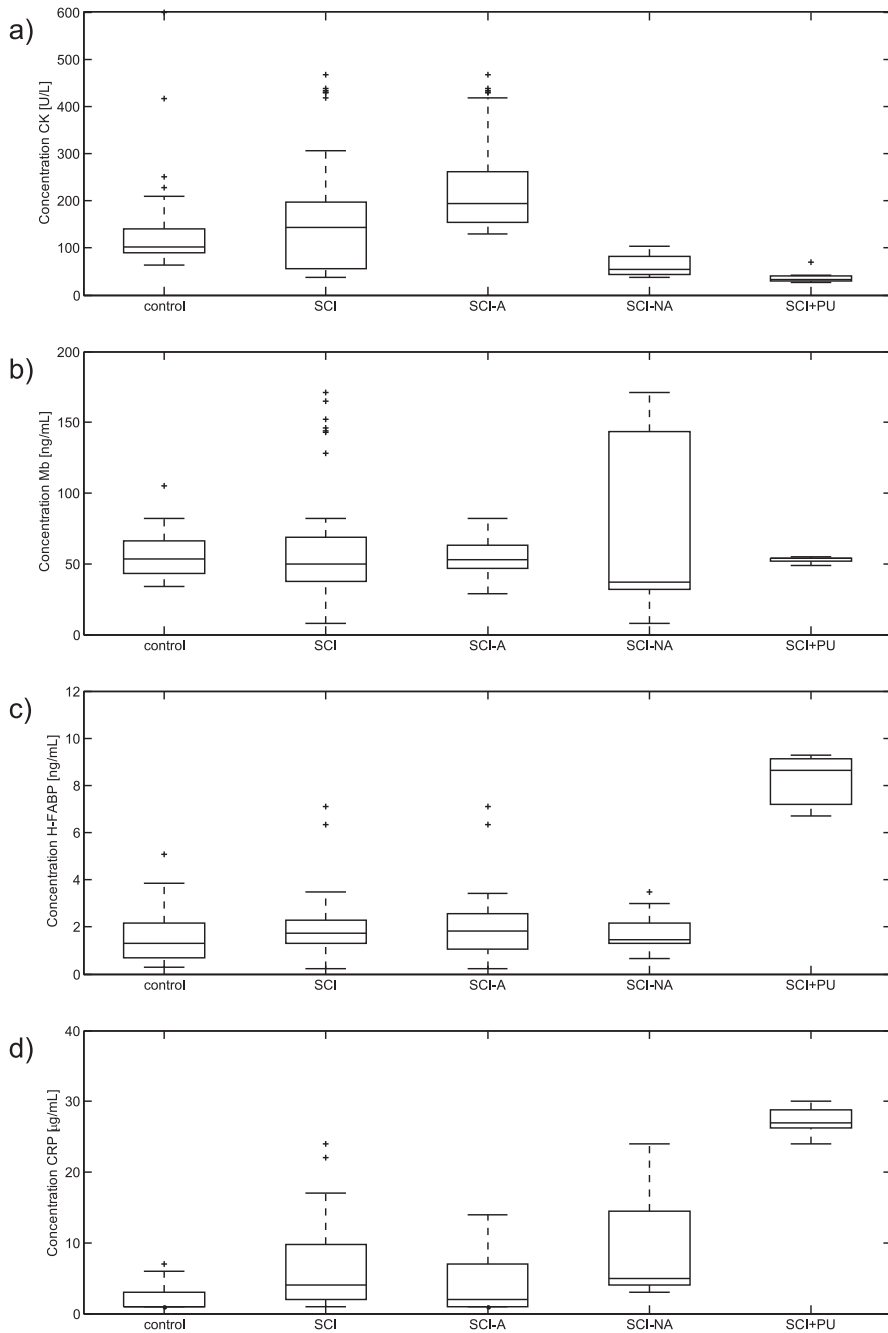 a)
Concentration CK [U/L]
600
500
400
300
200
100
0
control SCI SCI-A SCI-NA SCI+PU
b)
Concentration Mb [ng/mL]
200
150
100
50
0
control SCI SCI-A SCI-NA SCI+PU
c)
Concentration H-FABP [ng/mL]
12
10
8
6
4
2
0
control SCI SCI-A SCI-NA SCI+PU
d)
Concentration CRP [µg/mL]
40
30
20
10
0
control SCI SCI-A SCI-NA SCI+PU